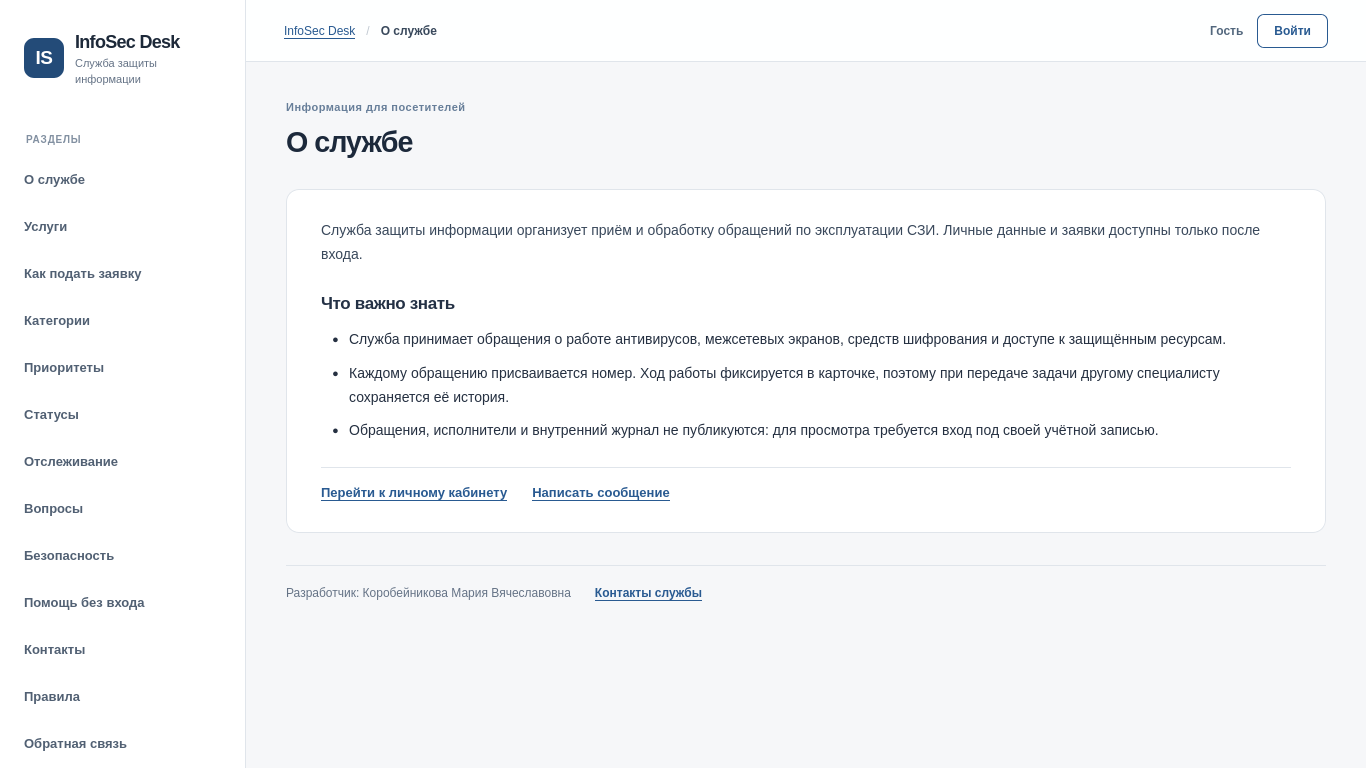 IS
InfoSec Desk
Служба защиты
информации
РАЗДЕЛЫ
О службе
Услуги
Как подать заявку
Категории
Приоритеты
Статусы
Отслеживание
Вопросы
Безопасность
Помощь без входа
Контакты
Правила
Обратная связь
InfoSec Desk / О службе
Гость Войти
Информация для посетителей
О службе
Служба защиты информации организует приём и обработку обращений по эксплуатации СЗИ. Личные данные и заявки доступны только после
входа.
Что важно знать
• Служба принимает обращения о работе антивирусов, межсетевых экранов, средств шифрования и доступе к защищённым ресурсам.
• Каждому обращению присваивается номер. Ход работы фиксируется в карточке, поэтому при передаче задачи другому специалисту
сохраняется её история.
• Обращения, исполнители и внутренний журнал не публикуются: для просмотра требуется вход под своей учётной записью.
Перейти к личному кабинету Написать сообщение
Разработчик: Коробейникова Мария Вячеславовна Контакты службы